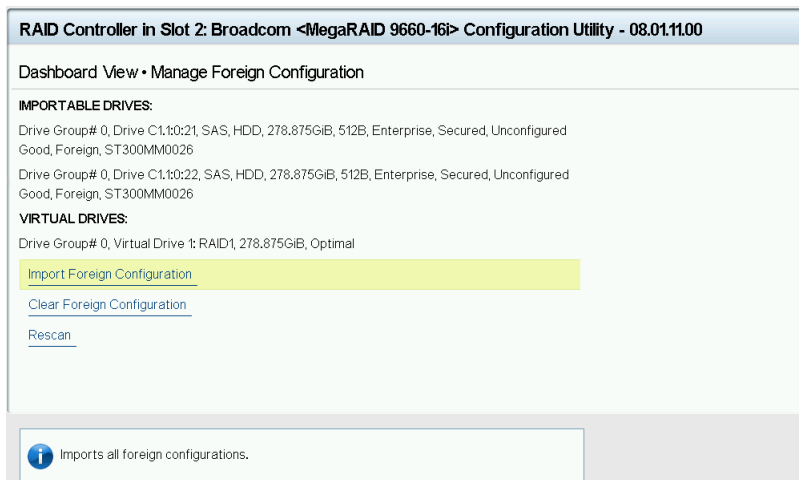 RAID Controller in Slot 2: Broadcom <MegaRAID 9660-16i> Configuration Utility - 08.01.11.00
Dashboard View • Manage Foreign Configuration
IMPORTABLE DRIVES:
Drive Group# 0, Drive C1.1:0:21, SAS, HDD, 278.875GiB, 512B, Enterprise, Secured, Unconfigured
Good, Foreign, ST300MM0026
Drive Group# 0, Drive C1.1:0:22, SAS, HDD, 278.875GiB, 512B, Enterprise, Secured, Unconfigured
Good, Foreign, ST300MM0026
VIRTUAL DRIVES:
Drive Group# 0, Virtual Drive 1: RAID1, 278.875GiB, Optimal
Import Foreign Configuration
Clear Foreign Configuration
Rescan
Imports all foreign configurations.